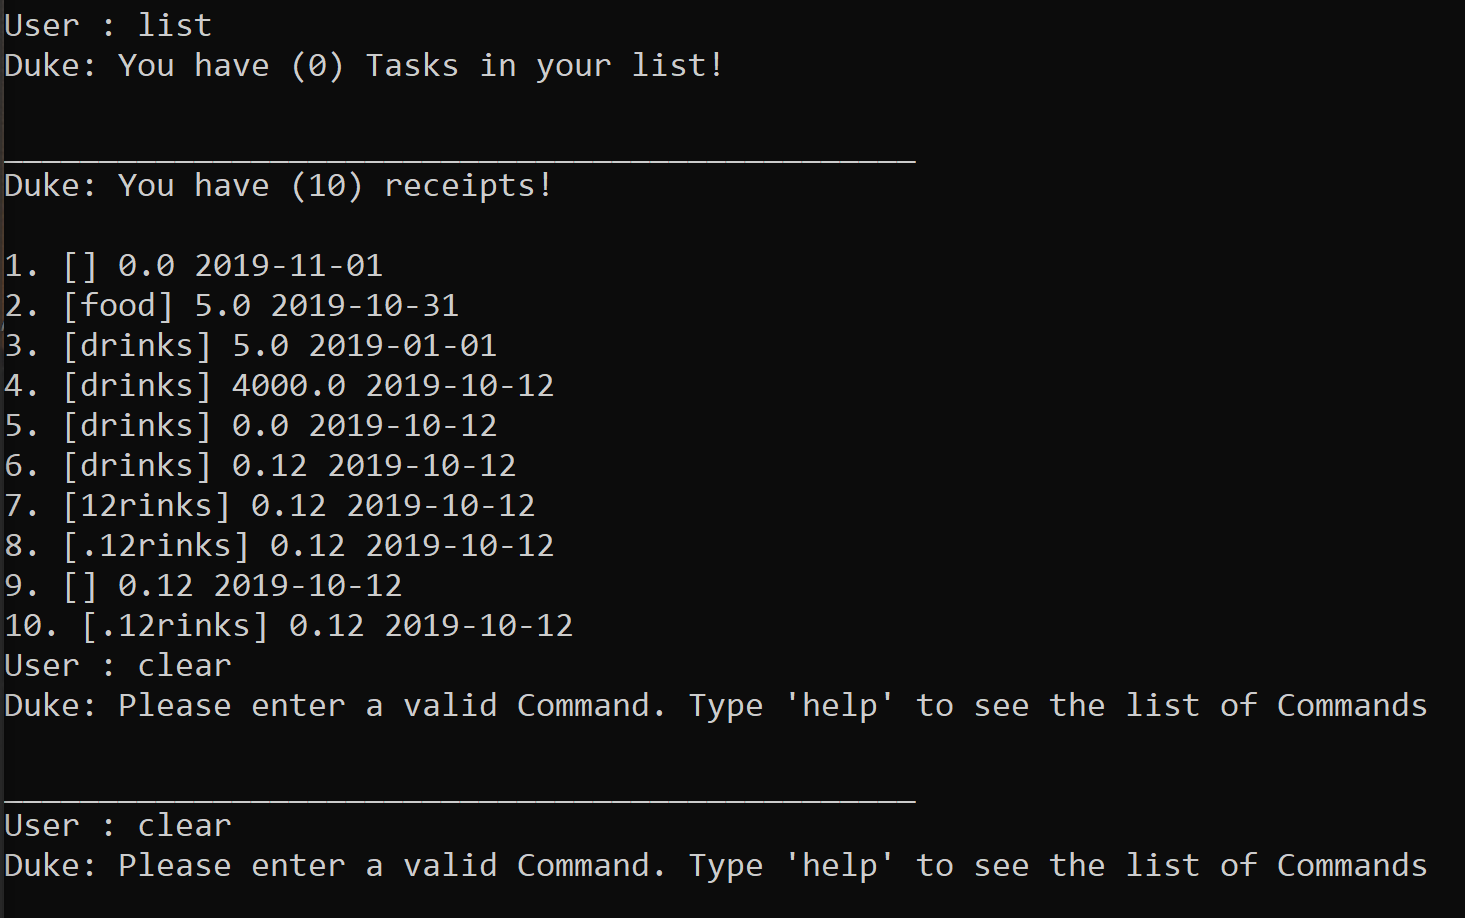 User : list
Duke: You have (0) Tasks in your list!
________________________________________________
Duke: You have (10) receipts!
1. [] 0.0 2019-11-01
2. [food] 5.0 2019-10-31
3. [drinks] 5.0 2019-01-01
4. [drinks] 4000.0 2019-10-12
5. [drinks] 0.0 2019-10-12
6. [drinks] 0.12 2019-10-12
7. [12rinks] 0.12 2019-10-12
8. [.12rinks] 0.12 2019-10-12
9. [] 0.12 2019-10-12
10. [.12rinks] 0.12 2019-10-12
User : clear
Duke: Please enter a valid Command. Type 'help' to see the list of Commands
________________________________________________
User : clear
Duke: Please enter a valid Command. Type 'help' to see the list of Commands